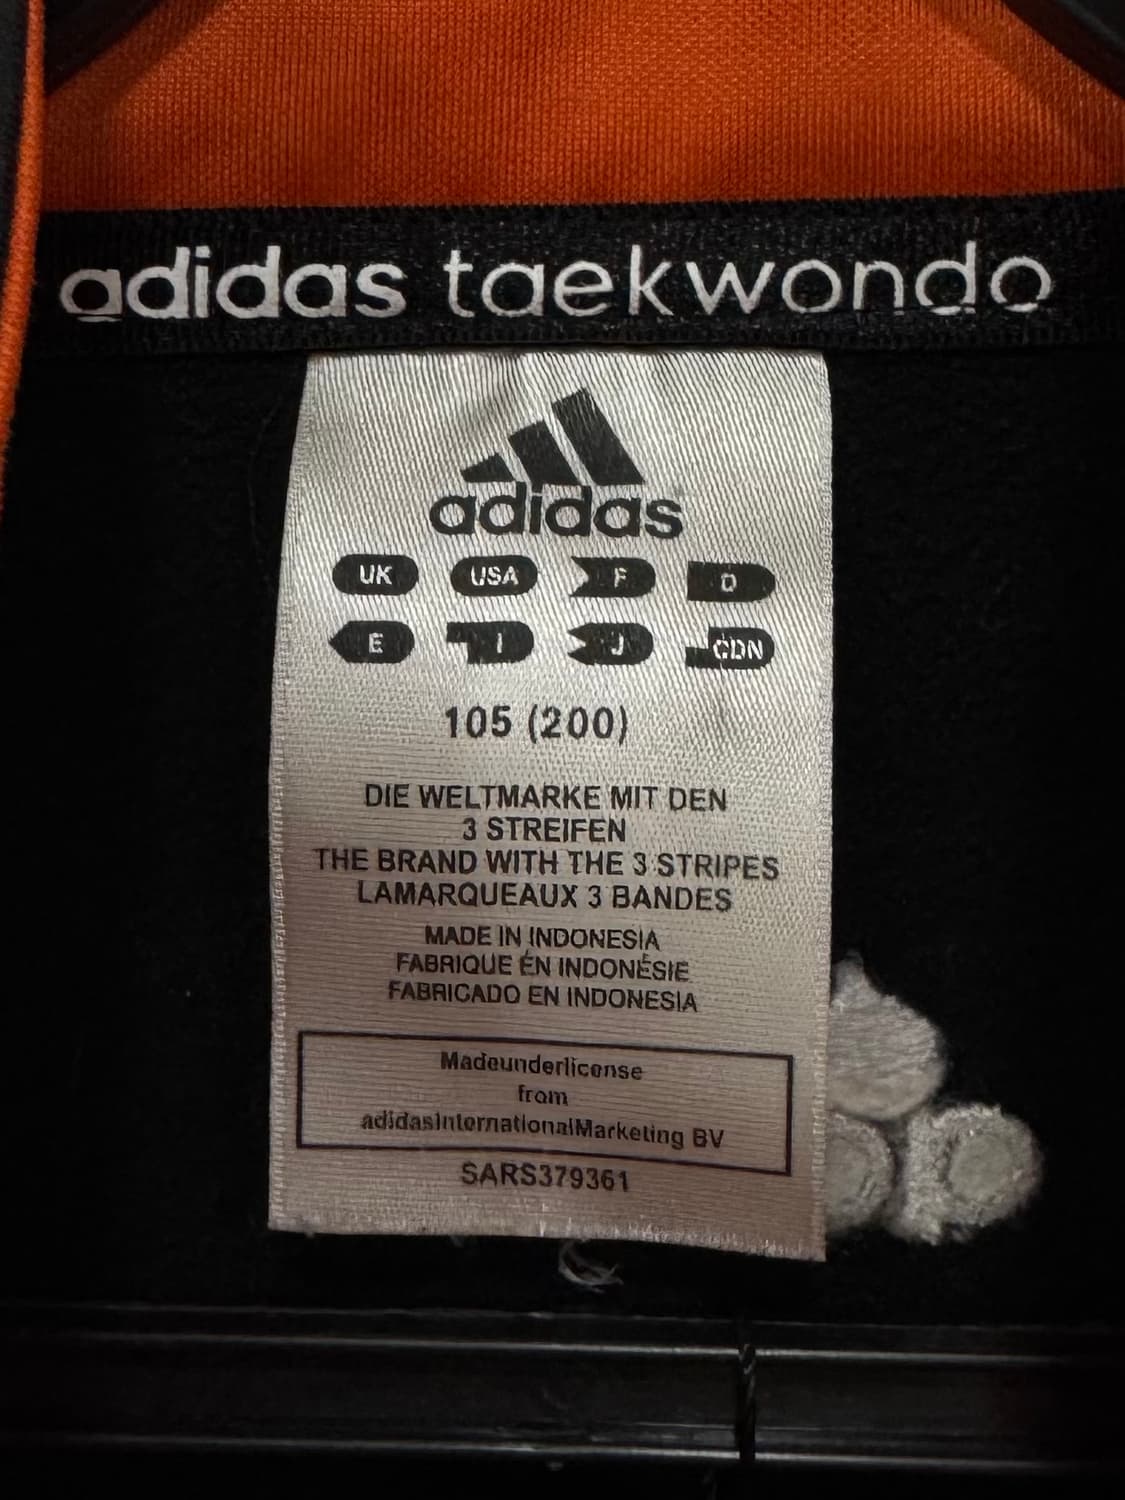 adidas taekwondo
adidas
UK USA F D
E I J CDN
105 (200)
DIE WELTMARKE MIT DEN
3 STREIFEN
THE BRAND WITH THE 3 STRIPES
LAMARQUEAUX 3 BANDES
MADE IN INDONESIA
FABRIQUE ÉN INDONÉSIE
FABRICADO EN INDONESIA
Madeunderlicense
from
adidasInternationalMarketing BV
SARS379361